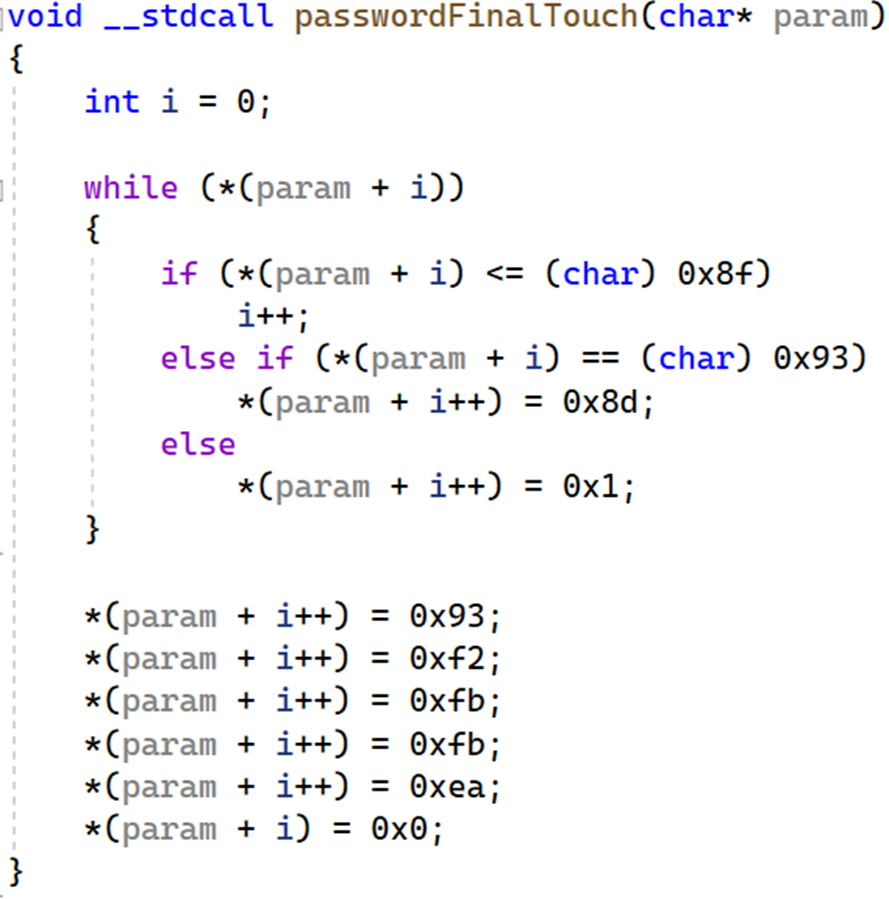 void __stdcall passwordFinalTouch(char* param)
{
    int i = 0;

    while (*(param + i))
    {
        if (*(param + i) <= (char) 0x8f)
            i++;
        else if (*(param + i) == (char) 0x93)
            *(param + i++) = 0x8d;
        else
            *(param + i++) = 0x1;
    }

    *(param + i++) = 0x93;
    *(param + i++) = 0xf2;
    *(param + i++) = 0xfb;
    *(param + i++) = 0xfb;
    *(param + i++) = 0xea;
    *(param + i) = 0x0;
}